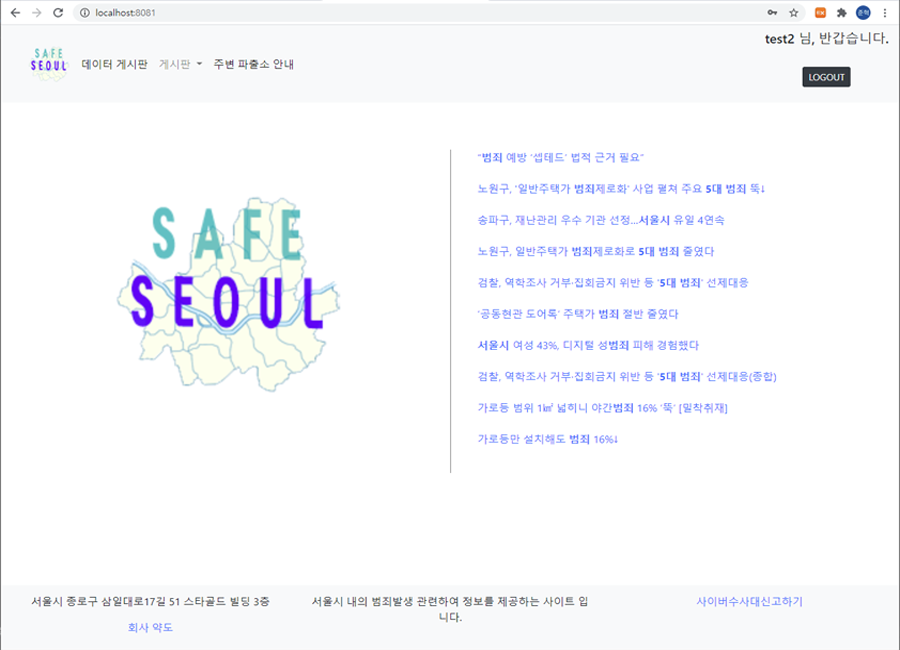 localhost:8081
test2 님, 반갑습니다.
SAFE
SEOUL
데이터 게시판 게시판 주변 파출소 안내
LOGOUT
SAFE
SEOUL
"범죄 예방 '셉테드' 법적 근거 필요"
노원구, '일반주택가 범죄제로화' 사업 펼쳐 주요 5대 범죄 뚝↓
송파구, 재난관리 우수 기관 선정...서울시 유일 4연속
노원구, 일반주택가 범죄제로화로 5대 범죄 줄였다
검찰, 역학조사 거부·집회금지 위반 등 '5대 범죄' 선제대응
'공동현관 도어록' 주택가 범죄 절반 줄였다
서울시 여성 43%, 디지털 성범죄 피해 경험했다
검찰, 역학조사 거부·집회금지 위반 등 '5대 범죄' 선제대응(종합)
가로등 범위 1㎢ 넓히니 야간범죄 16% '뚝' [밀착취재]
가로등만 설치해도 범죄 16%↓
서울시 종로구 삼일대로17길 51 스타골드 빌딩 3층
회사 약도
서울시 내의 범죄발생 관련하여 정보를 제공하는 사이트 입
니다.
사이버수사대신고하기